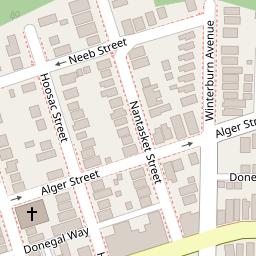 Neeb Street
Winterburn Avenue
Hoosac Street
Nantasket Street
Alger Street
Alger Street
Done
Donegal Way